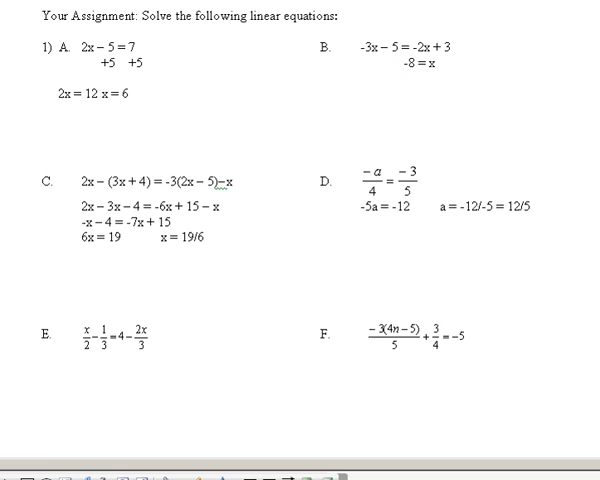 Your Assignment: Solve the following linear equations:
1) A. 2x – 5 = 7
+5 +5
2x = 12 x = 6
B. -3x – 5 = -2x + 3
-8 = x
C. 2x – (3x + 4) = -3(2x – 5)–x
2x – 3x – 4 = -6x + 15 – x
-x – 4 = -7x + 15
6x = 19 x = 19/6
D. –a/4 = –3/5
-5a = -12 a = -12/-5 = 12/5
E. x/2 – 1/3 = 4 – 2x/3
F. –3(4n – 5)/5 + 3/4 = –5